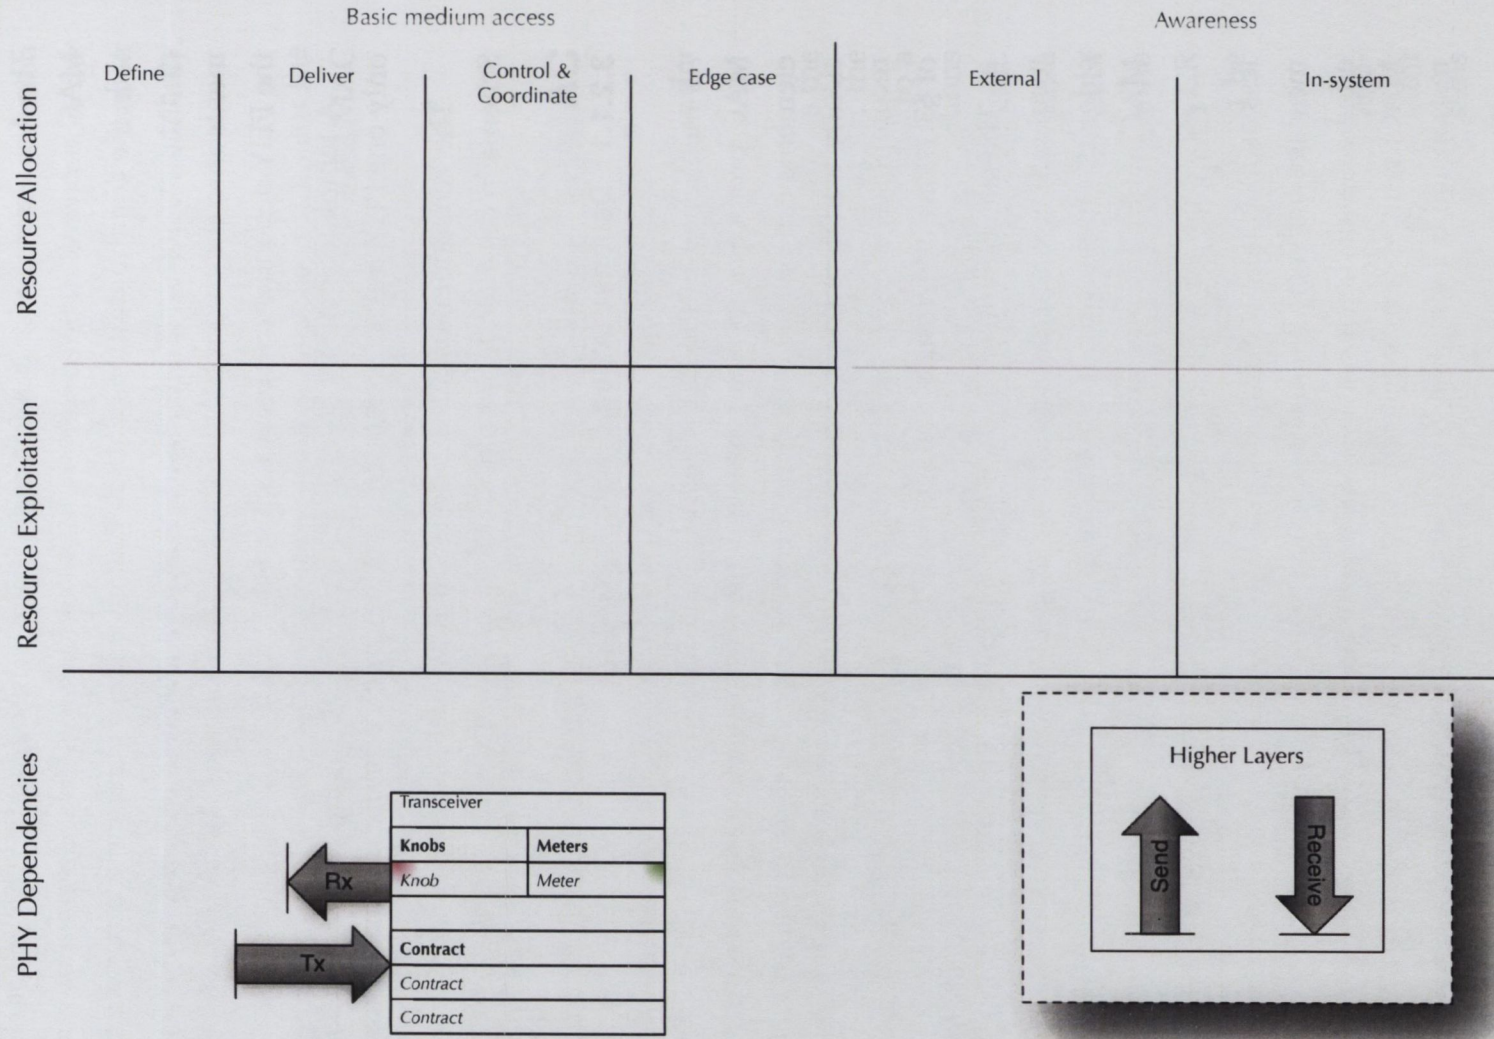 Basic medium access
Awareness
Define
Deliver
Control &
Coordinate
Edge case
External
In-system
Resource Allocation
Resource Exploitation
PHY Dependencies
Transceiver
Knobs
Meters
Knob
Meter
Contract
Contract
Contract
Rx
Tx
Higher Layers
Send
Receive